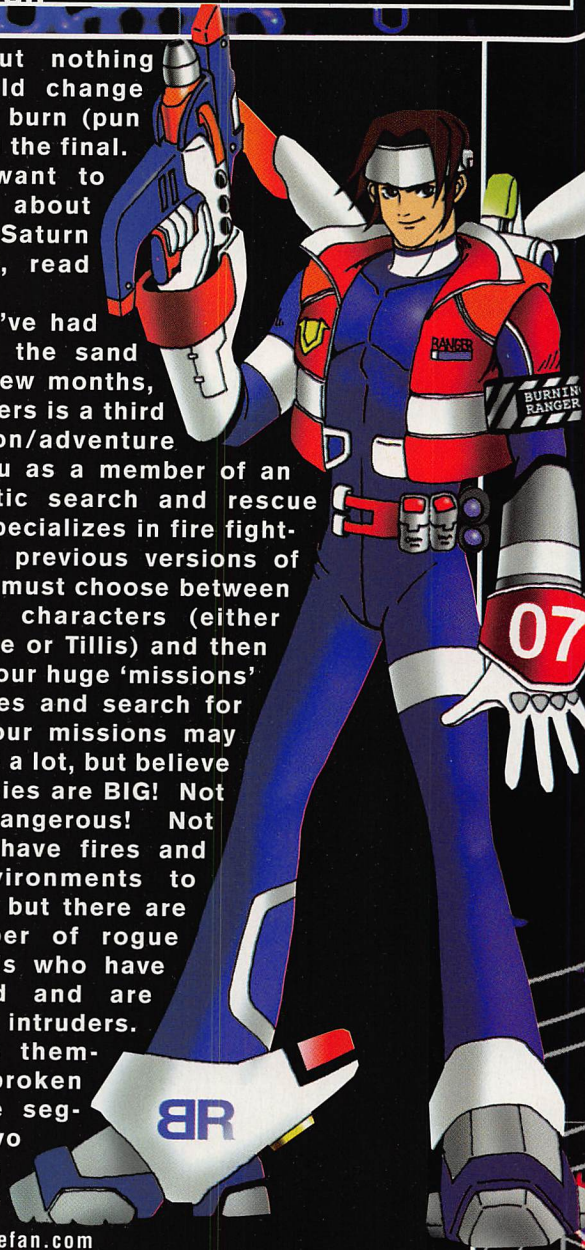 ut nothing
ld change
burn (pun
the final.
want to
about
Saturn
, read
've had
the sand
ew months,
ers is a third
on/adventure
u as a member of an
tic search and rescue
pecializes in fire fight-
previous versions of
must choose between
characters (either
e or Tillis) and then
our huge ‘missions’
es and search for
our missions may
a lot, but believe
ies are BIG! Not
angerous! Not
have fires and
vironments to
but there are
er of rogue
s who have
d and are
intruders.
them-
broken
e seg-
vo
efan.com
RANGER
BURNIN
RANGER
07
BR